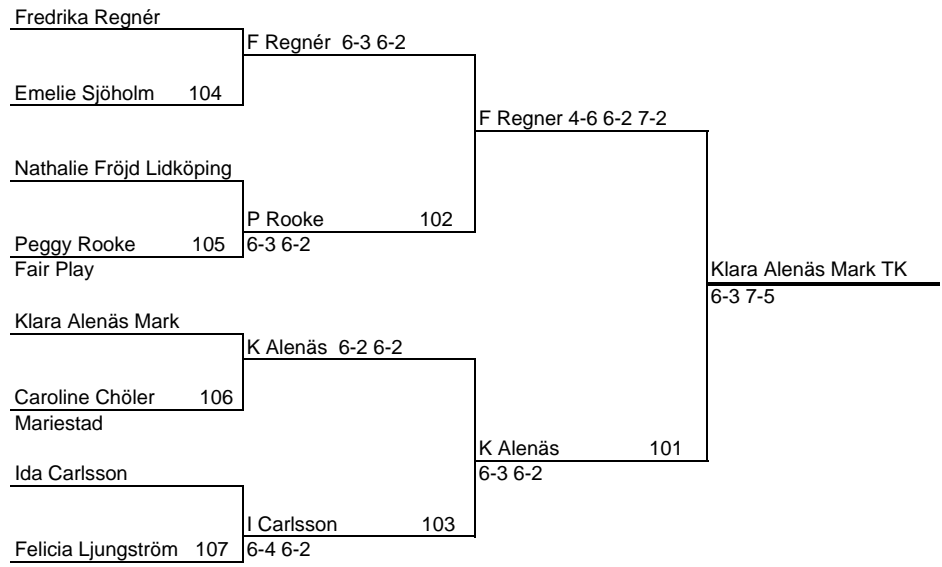 Fredrika Regnér
F Regnér 6-3 6-2
Emelie Sjöholm 104
F Regner 4-6 6-2 7-2
Nathalie Fröjd Lidköping
P Rooke 102
Peggy Rooke 105
6-3 6-2
Fair Play
Klara Alenäs Mark TK
6-3 7-5
Klara Alenäs Mark
K Alenäs 6-2 6-2
Caroline Chöler 106
Mariestad
K Alenäs 101
6-3 6-2
Ida Carlsson
I Carlsson 103
Felicia Ljungström 107
6-4 6-2